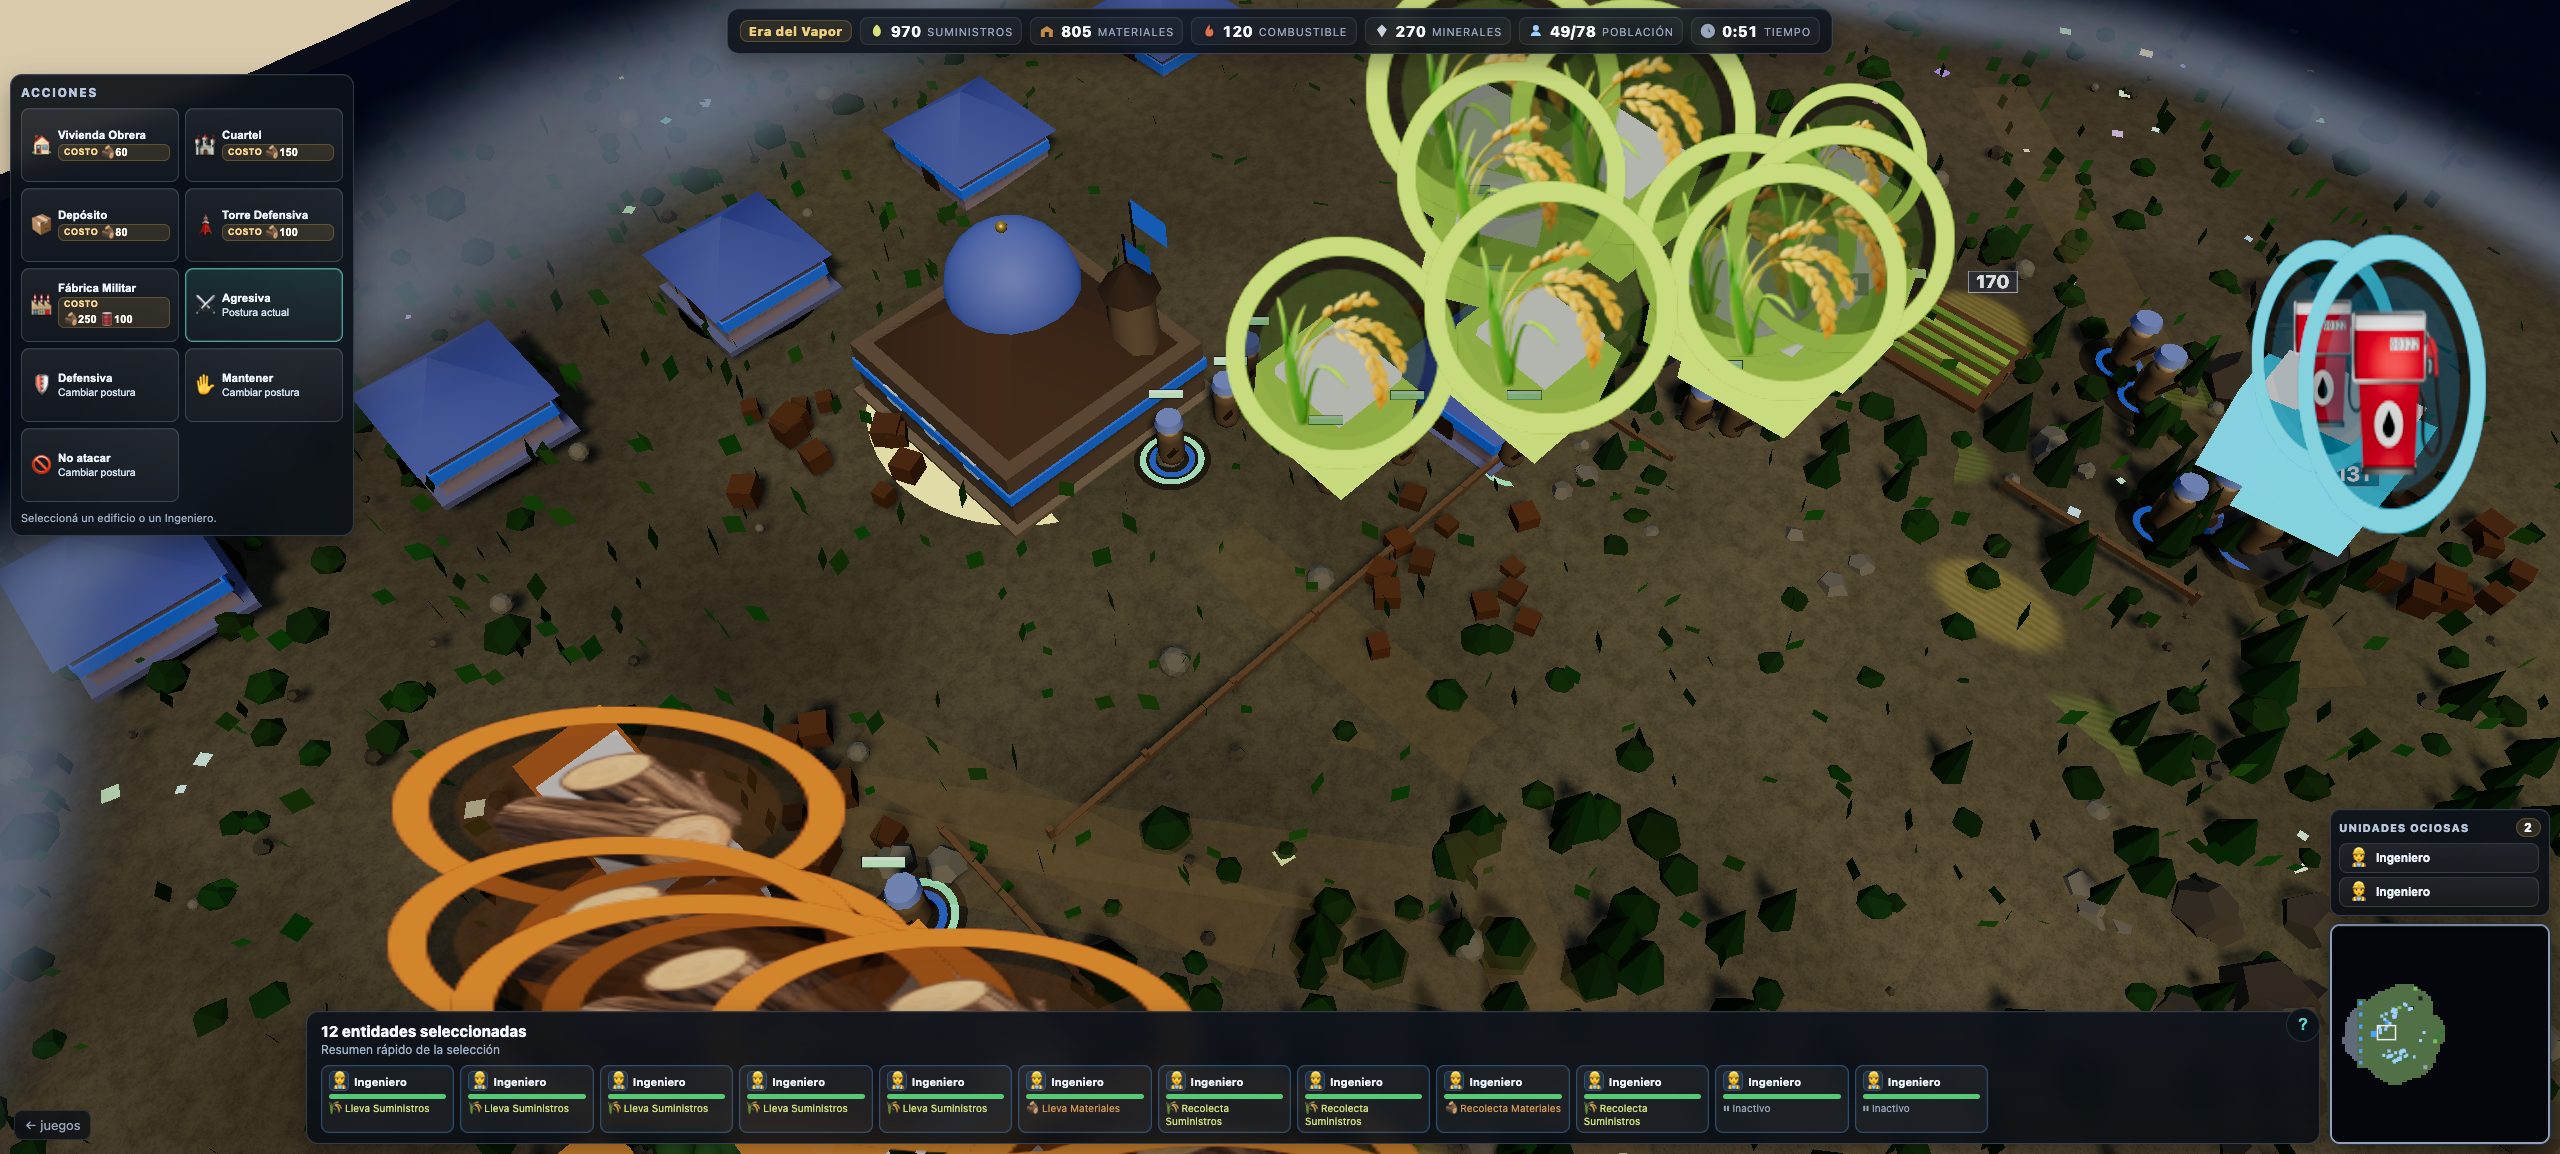 Era del Vapor
970 SUMINISTROS
805 MATERIALES
120 COMBUSTIBLE
270 MINERALES
49/78 POBLACIÓN
0:51 TIEMPO
ACCIONES
Vivienda Obrera
COSTO 60
Cuartel
COSTO 150
Depósito
COSTO 80
Torre Defensiva
COSTO 100
Fábrica Militar
COSTO
250 100
Agresiva
Postura actual
Defensiva
Cambiar postura
Mantener
Cambiar postura
No atacar
Cambiar postura
Seleccioná un edificio o un Ingeniero.
170
UNIDADES OCIOSAS 2
Ingeniero
Ingeniero
12 entidades seleccionadas
Resumen rápido de la selección
?
Ingeniero
Lleva Suministros
Ingeniero
Lleva Suministros
Ingeniero
Lleva Suministros
Ingeniero
Lleva Suministros
Ingeniero
Lleva Suministros
Ingeniero
Lleva Materiales
Ingeniero
Recolecta
Suministros
Ingeniero
Recolecta
Suministros
Ingeniero
Recolecta Materiales
Ingeniero
Recolecta
Suministros
Ingeniero
Inactivo
Ingeniero
Inactivo
← juegos